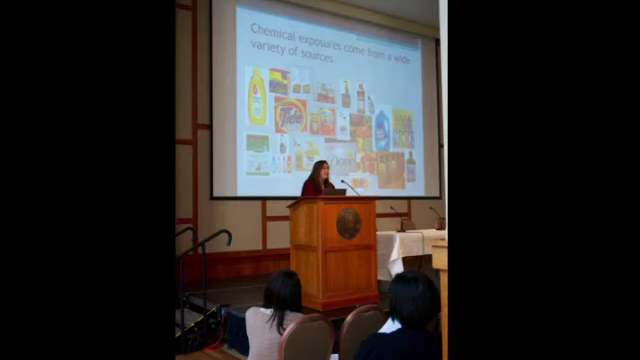 Chemical exposures come from a wide
variety of sources
Tide